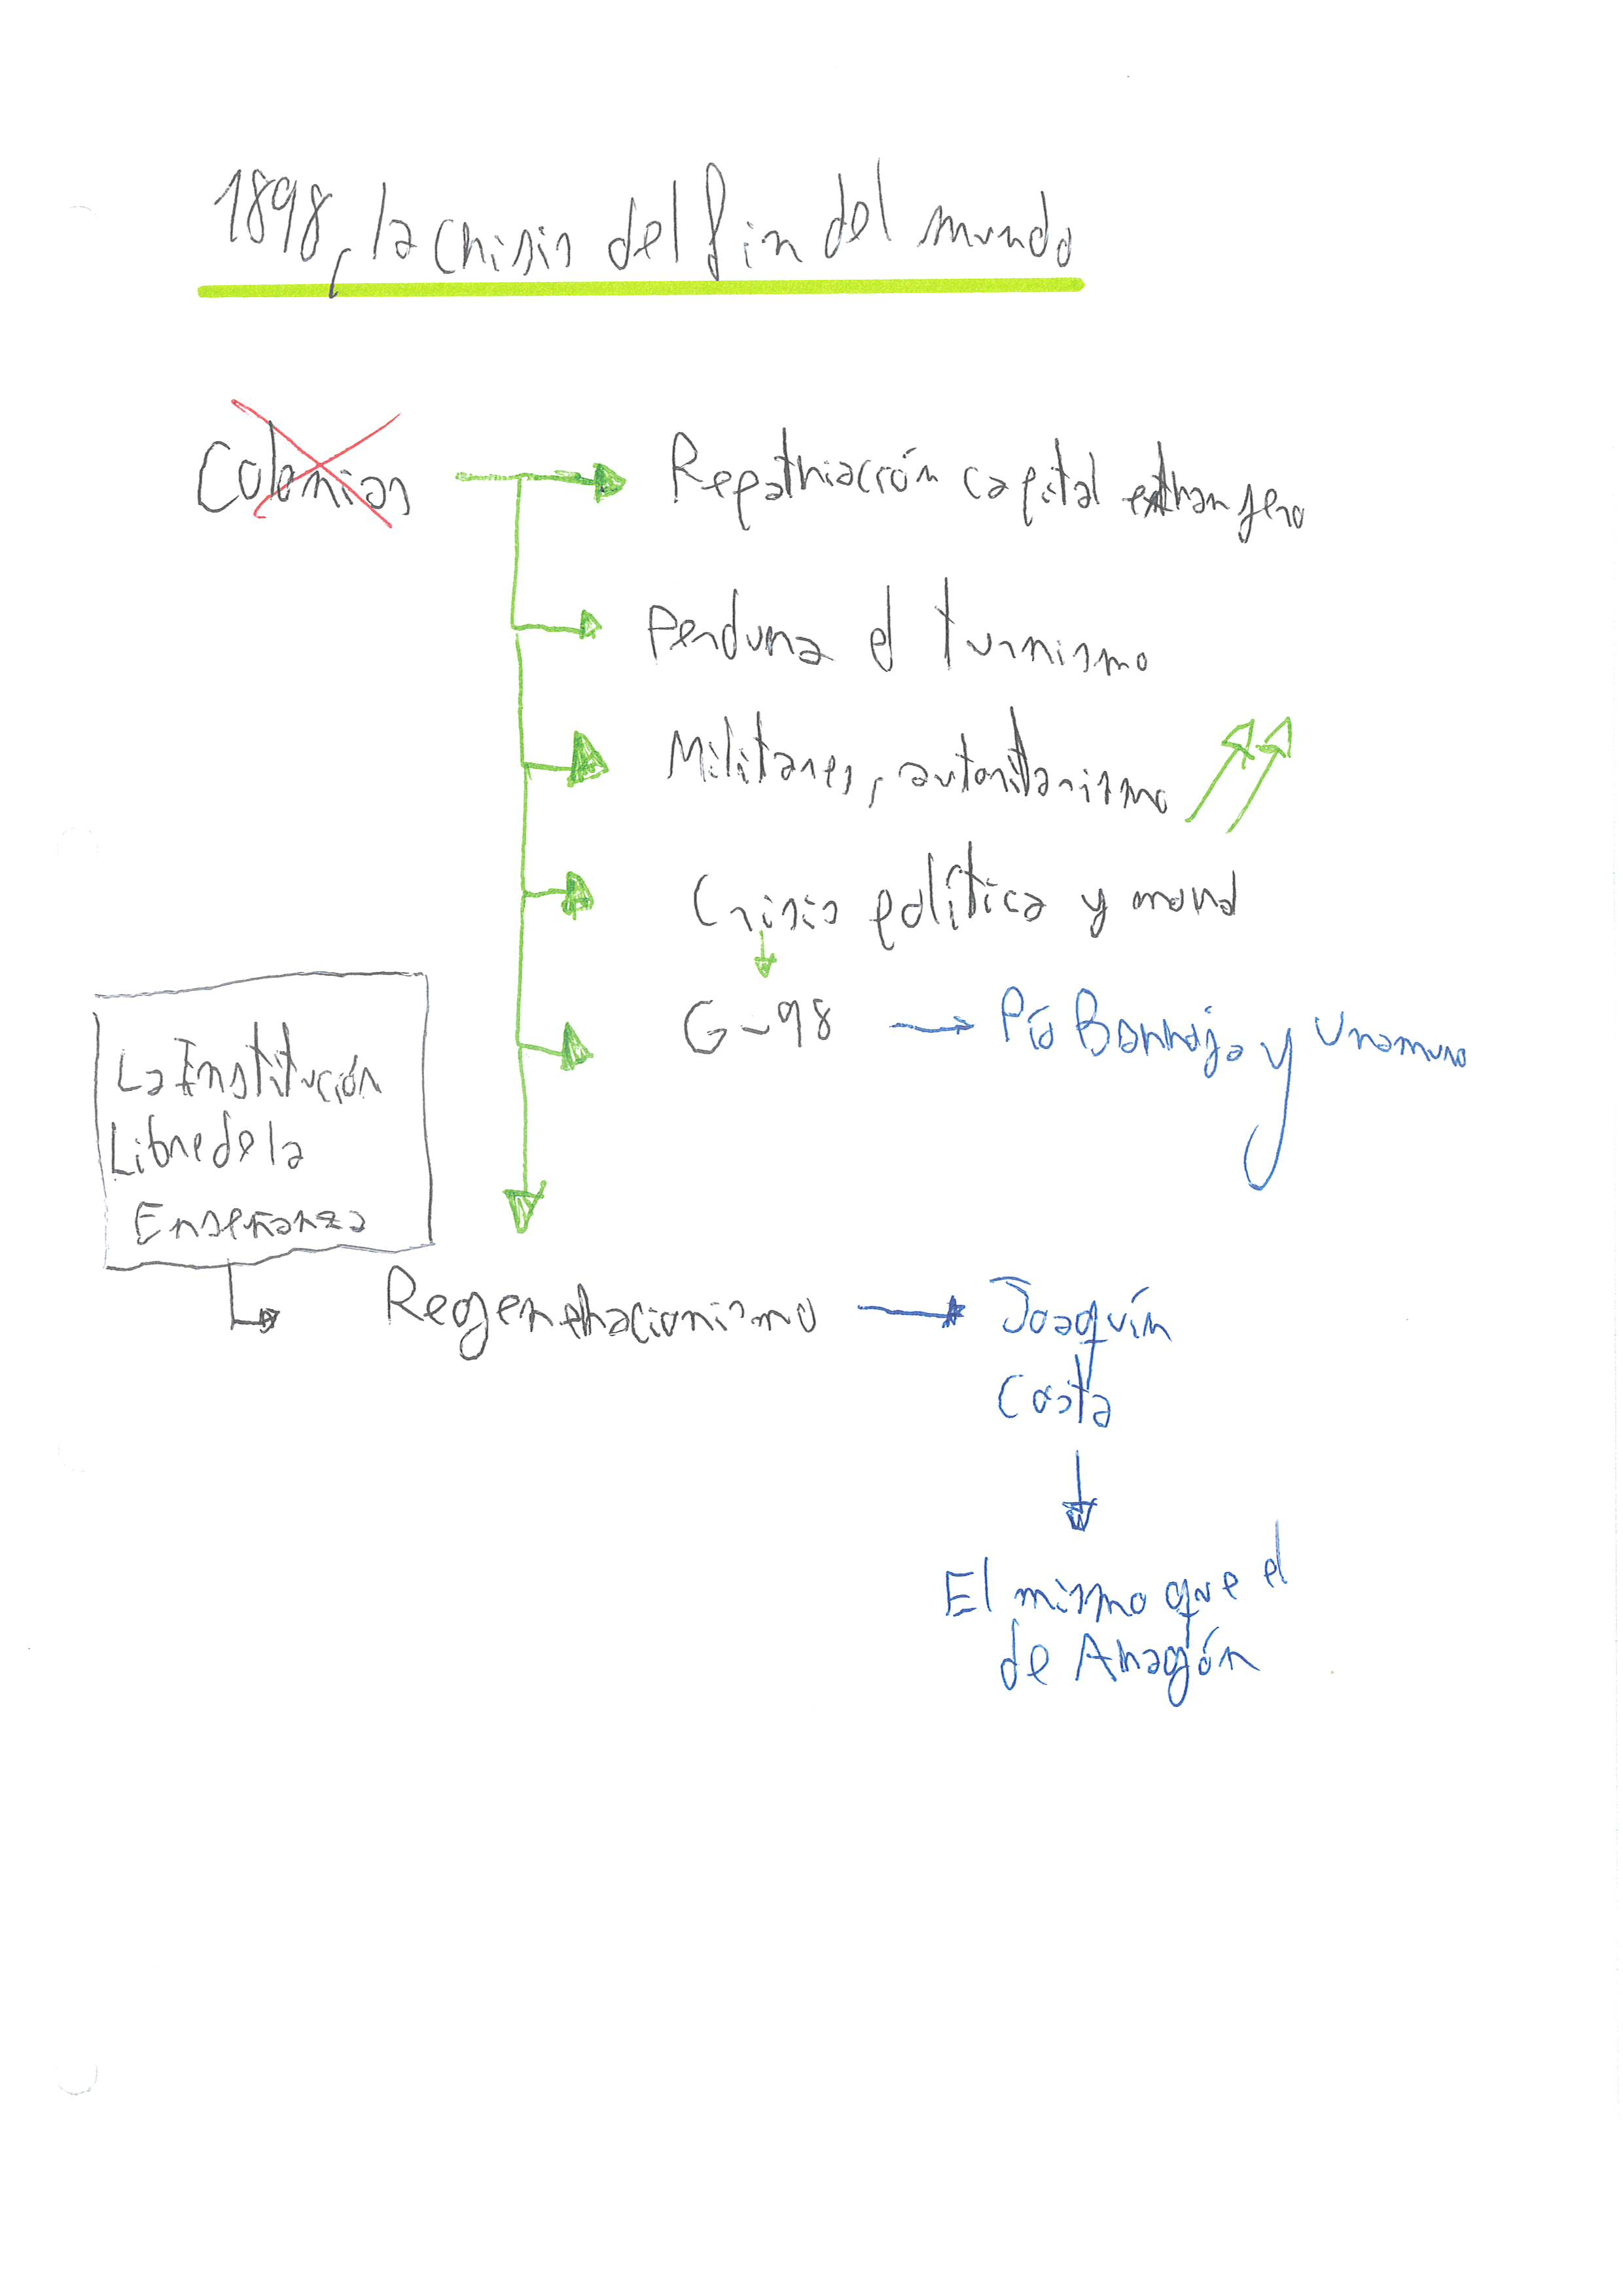 1898, la crisis del fin del mundo
Colonias
Repatriación capital extranjero
Perdura el turnismo
Militares, autoritarismo
Crisis política y moral
G-98
Pío Barroja y Unamuno
La Institución
Libre de la
Enseñanza
Regeneracionismo
Joaquín
Costa
El mismo que el
de Aragón